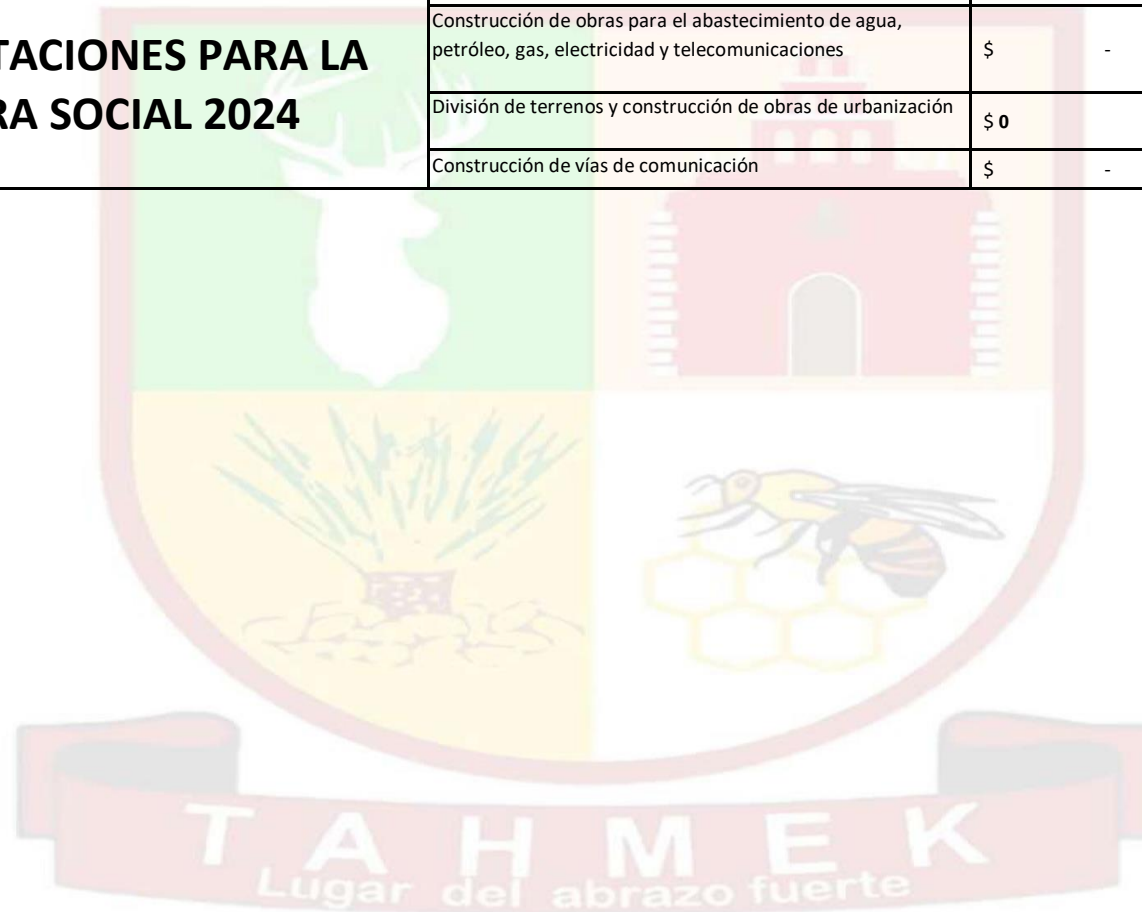 TACIONES PARA LA
RA SOCIAL 2024
Construcción de obras para el abastecimiento de agua,
petróleo, gas, electricidad y telecomunicaciones
$ -
División de terrenos y construcción de obras de urbanización
$ 0
Construcción de vías de comunicación
$ -
TAHMEK
Lugar del abrazo fuerte